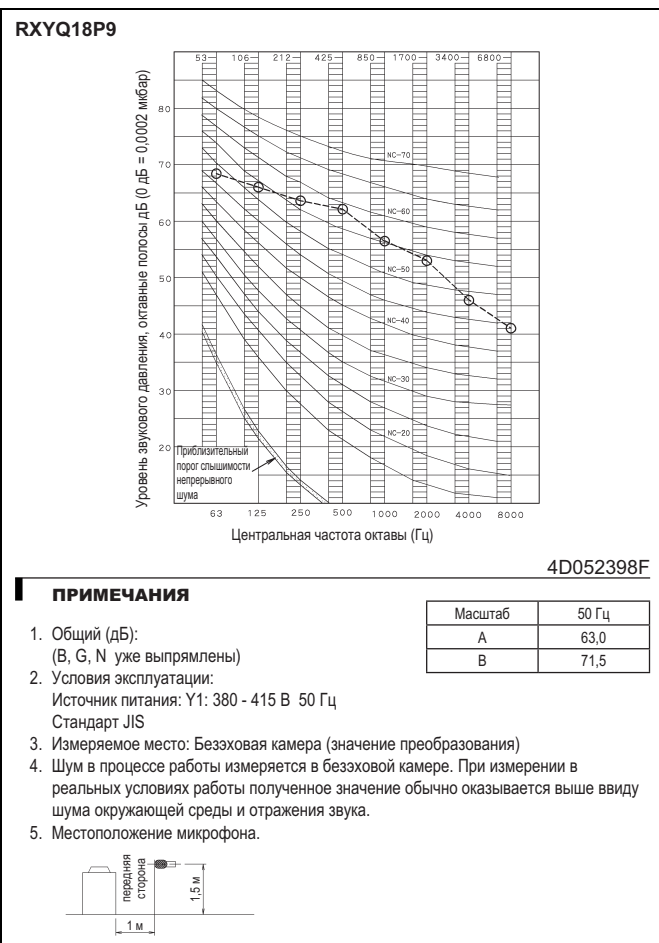 RXYQ18P9
53 106 212 425 850 1700 3400 6800
Уровень звукового давления, октавные полосы дБ (0 дБ = 0,0002 мкбар)
80
70
60
50
40
30
20
NC-70
NC-60
NC-50
NC-40
NC-30
NC-20
Приблизительный
порог слышимости
непрерывного
шума
63 125 250 500 1000 2000 4000 8000
Центральная частота октавы (Гц)
4D052398F
ПРИМЕЧАНИЯ
1. Общий (дБ):
(B, G, N уже выпрямлены)
Масштаб 50 Гц
A 63,0
B 71,5
2. Условия эксплуатации:
Источник питания: Y1: 380 - 415 В 50 Гц
Стандарт JIS
3. Измеряемое место: Безэховая камера (значение преобразования)
4. Шум в процессе работы измеряется в безэховой камере. При измерении в
реальных условиях работы полученное значение обычно оказывается выше ввиду
шума окружающей среды и отражения звука.
5. Местоположение микрофона.
передняя
сторона
1,5 м
1 м